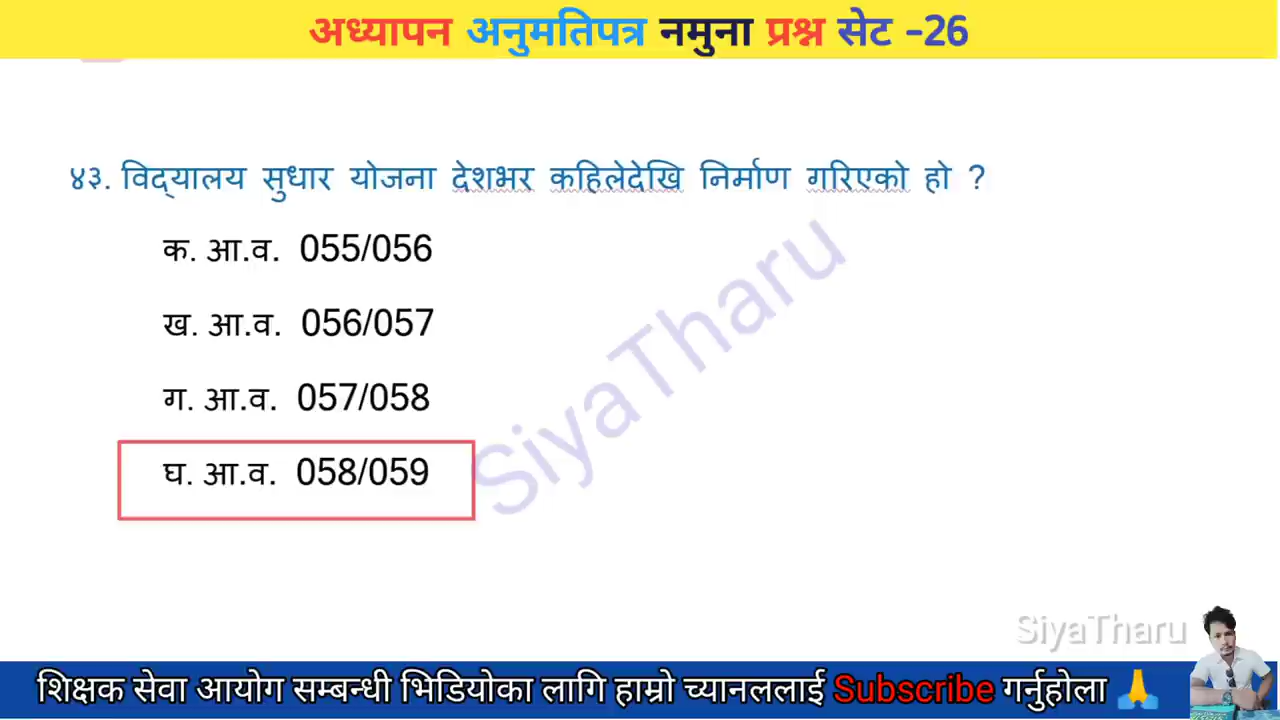 अध्यापन अनुमतिपत्र नमुना प्रश्न सेट -26
४३. विद्यालय सुधार योजना देशभर कहिलेदेखि निर्माण गरिएको हो ?
क. आ.व. 055/056
ख. आ.व. 056/057
ग. आ.व. 057/058
घ. आ.व. 058/059
SiyaTharu
SiyaTharu
शिक्षक सेवा आयोग सम्बन्धी भिडियोका लागि हाम्रो च्यानललाई Subscribe गर्नुहोला 🙏